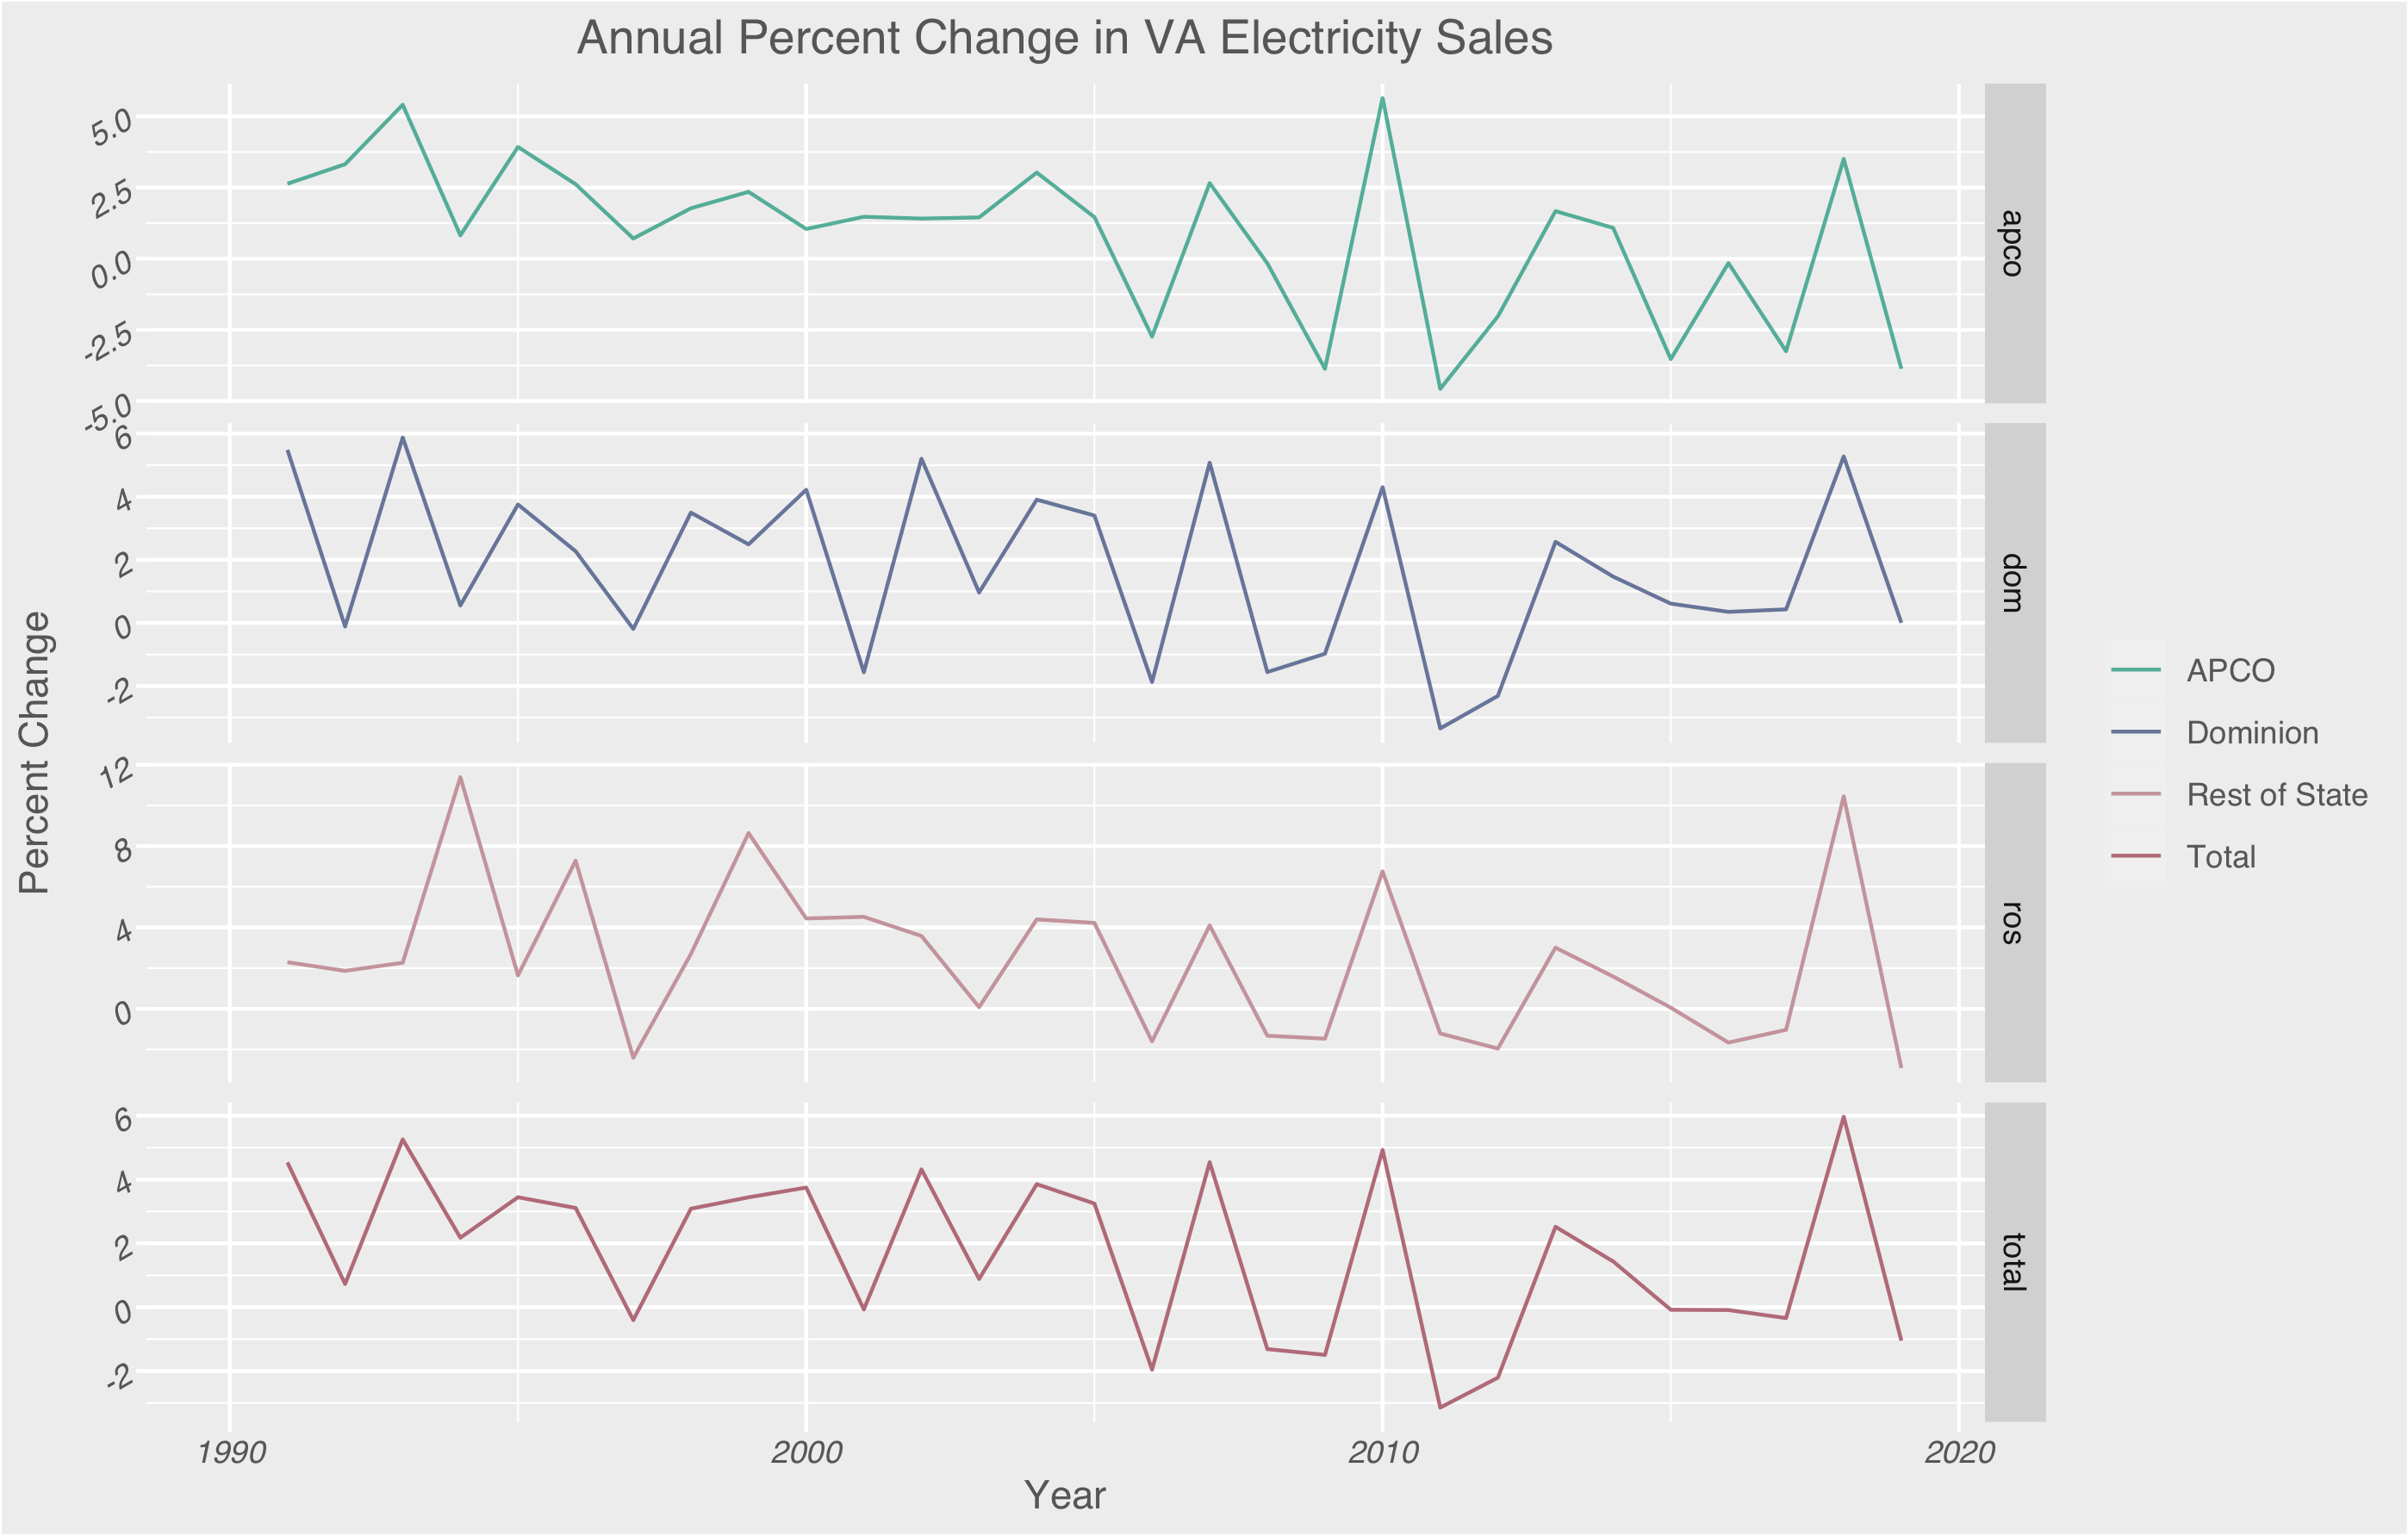 Annual Percent Change in VA Electricity Sales
Percent Change
5.0
2.5
0.0
-2.5
-5.0
apco
6
4
2
0
-2
dom
12
8
4
0
ros
6
4
2
0
-2
total
1990 2000 2010 2020
Year
APCO
Dominion
Rest of State
Total